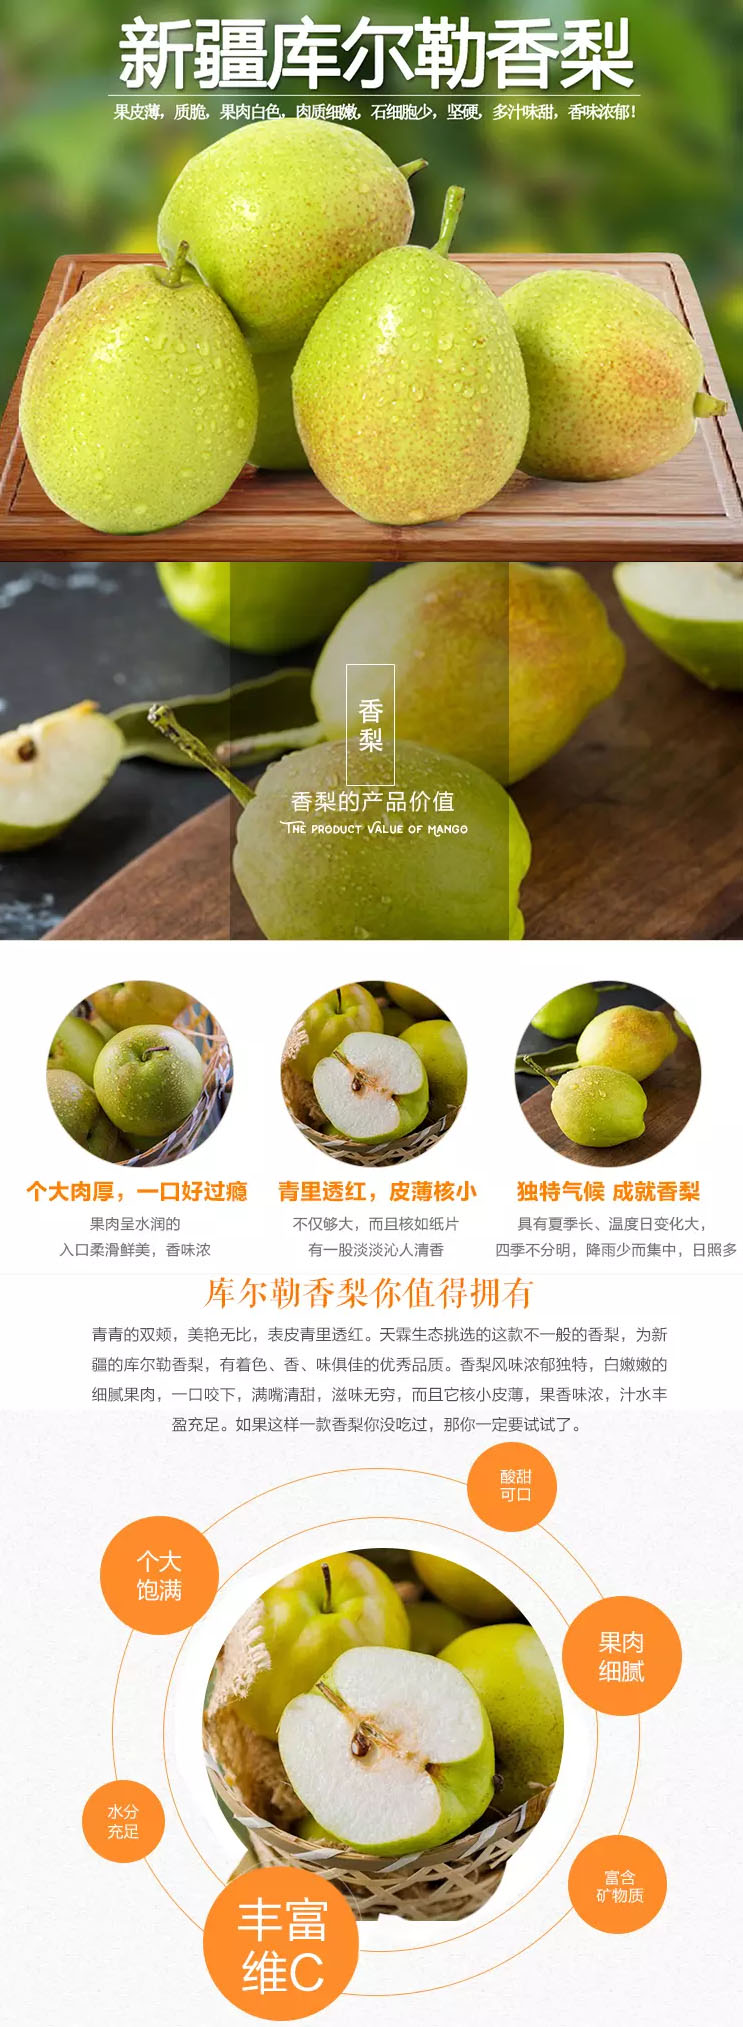 新疆库尔勒香梨
果皮薄，质脆，果肉白色，肉质细嫩，石细胞少，坚硬，多汁味甜，香味浓郁！
香
梨
香梨的产品价值
THE PRODUCT VALUE OF MANGO
个大肉厚，一口好过瘾
果肉呈水润的
入口柔滑鲜美，香味浓
青里透红，皮薄核小
不仅够大，而且核如纸片
有一股淡淡沁人清香
独特气候 成就香梨
具有夏季长、温度日变化大，
四季不分明，降雨少而集中，日照多
库尔勒香梨你值得拥有
青青的双颊，美艳无比，表皮青里透红。天霖生态挑选的这款不一般的香梨，为新
疆的库尔勒香梨，有着色、香、味俱佳的优秀品质。香梨风味浓郁独特，白嫩嫩的
细腻果肉，一口咬下，满嘴清甜，滋味无穷，而且它核小皮薄，果香味浓，汁水丰
盈充足。如果这样一款香梨你没吃过，那你一定要试试了。
酸甜
可口
个大
饱满
果肉
细腻
水分
充足
富含
矿物质
丰富
维C